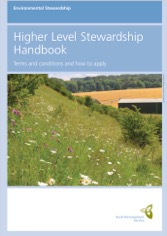 Environmental Stewardship
Higher Level Stewardship
Handbook
Terms and conditions and how to apply